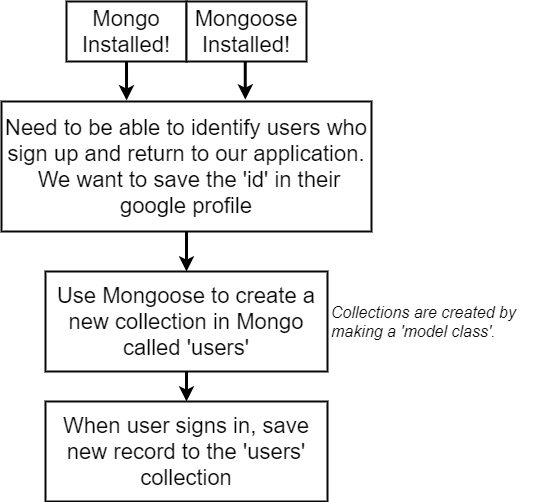 Mongo
Installed!
Mongoose
Installed!
Need to be able to identify users who
sign up and return to our application.
We want to save the 'id' in their
google profile
Use Mongoose to create a
new collection in Mongo
called 'users'
Collections are created by
making a 'model class'.
When user signs in, save
new record to the 'users'
collection